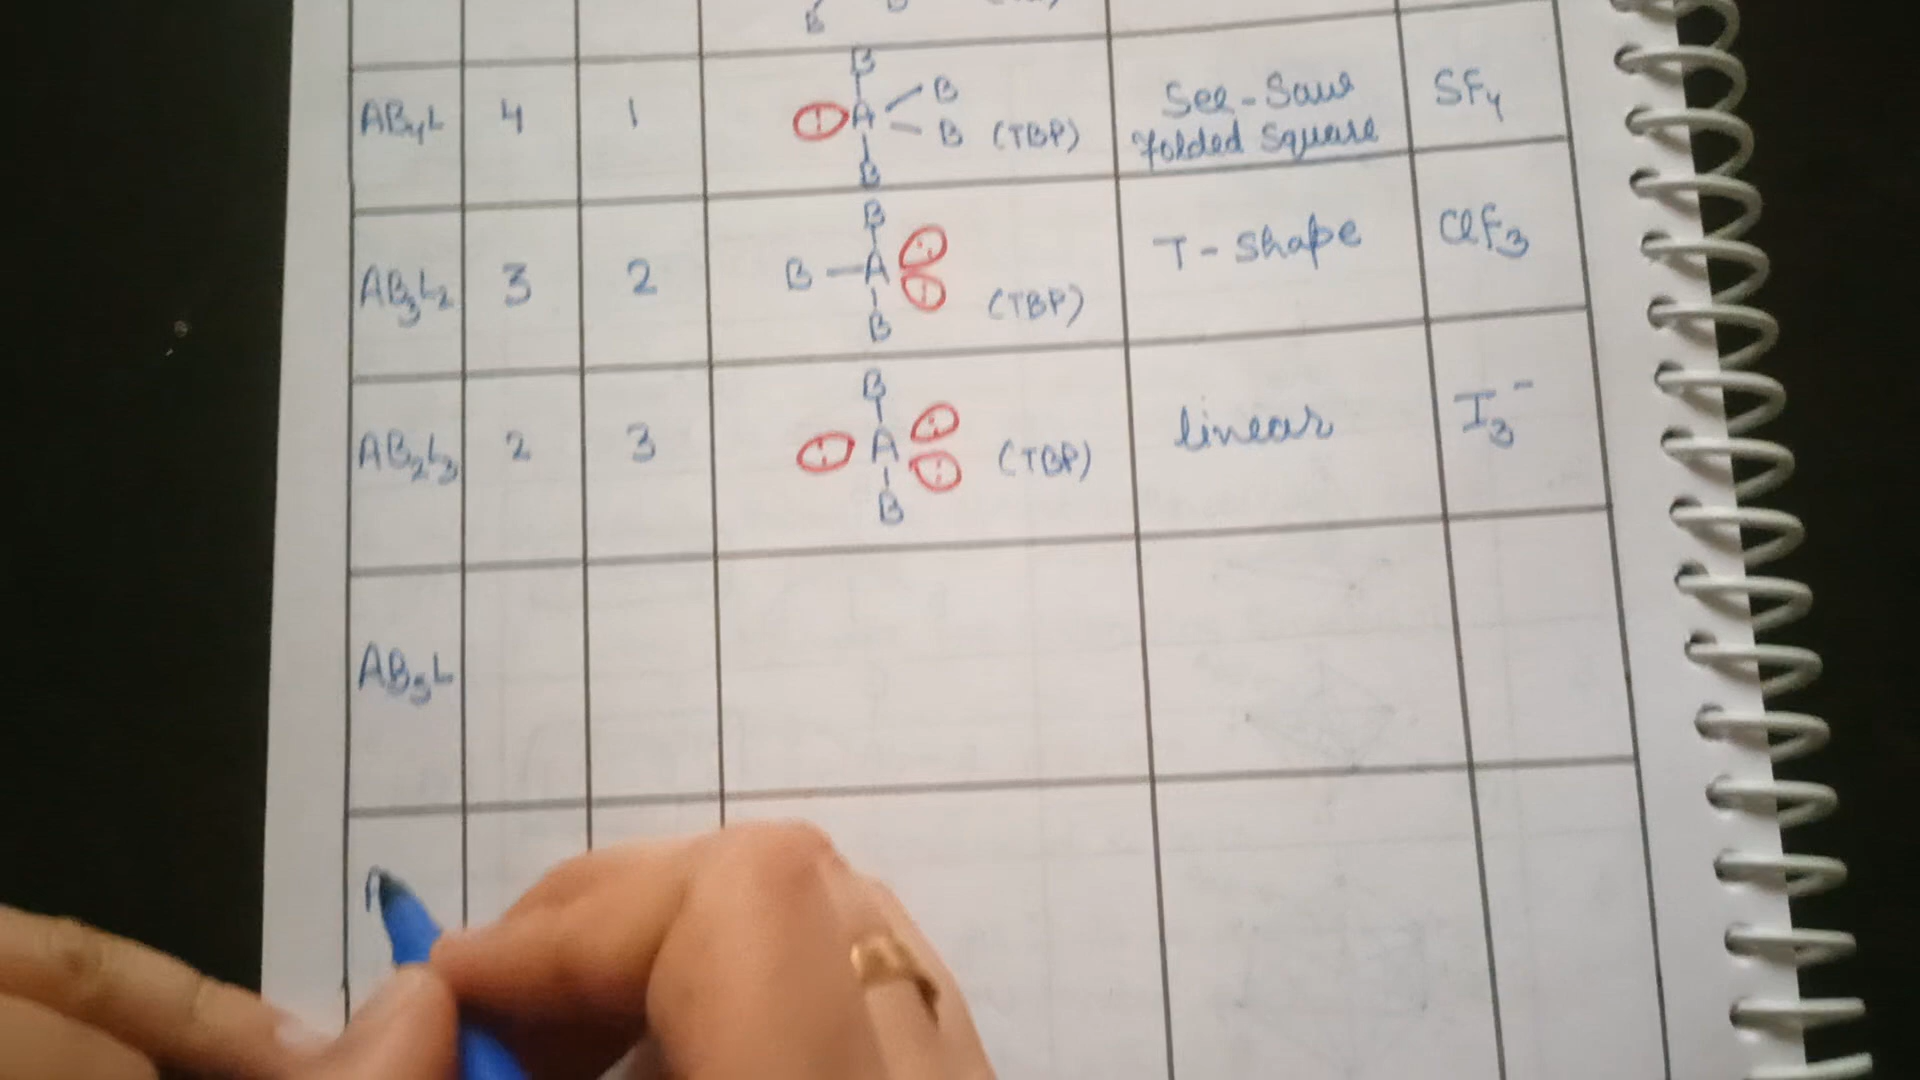 B
AB4L 4 1 B A B B B (TBP) See-Saw Folded Square SF4
AB3L2 3 2 B B-A B (TBP) T-Shape ClF3
AB2L3 2 3 B A B (TBP) linear I3-
AB5L
A